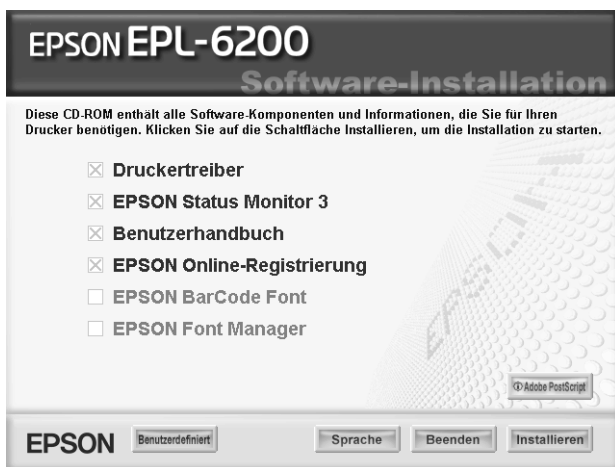 EPSON EPL-6200
Software-Installation
Diese CD-ROM enthält alle Software-Komponenten und Informationen, die Sie für Ihren
Drucker benötigen. Klicken Sie auf die Schaltfläche Installieren, um die Installation zu starten.
Druckertreiber
EPSON Status Monitor 3
Benutzerhandbuch
EPSON Online-Registrierung
EPSON BarCode Font
EPSON Font Manager
EPSON
Adobe PostScript
EPSON Benutzerdefiniert Sprache Beenden Installieren